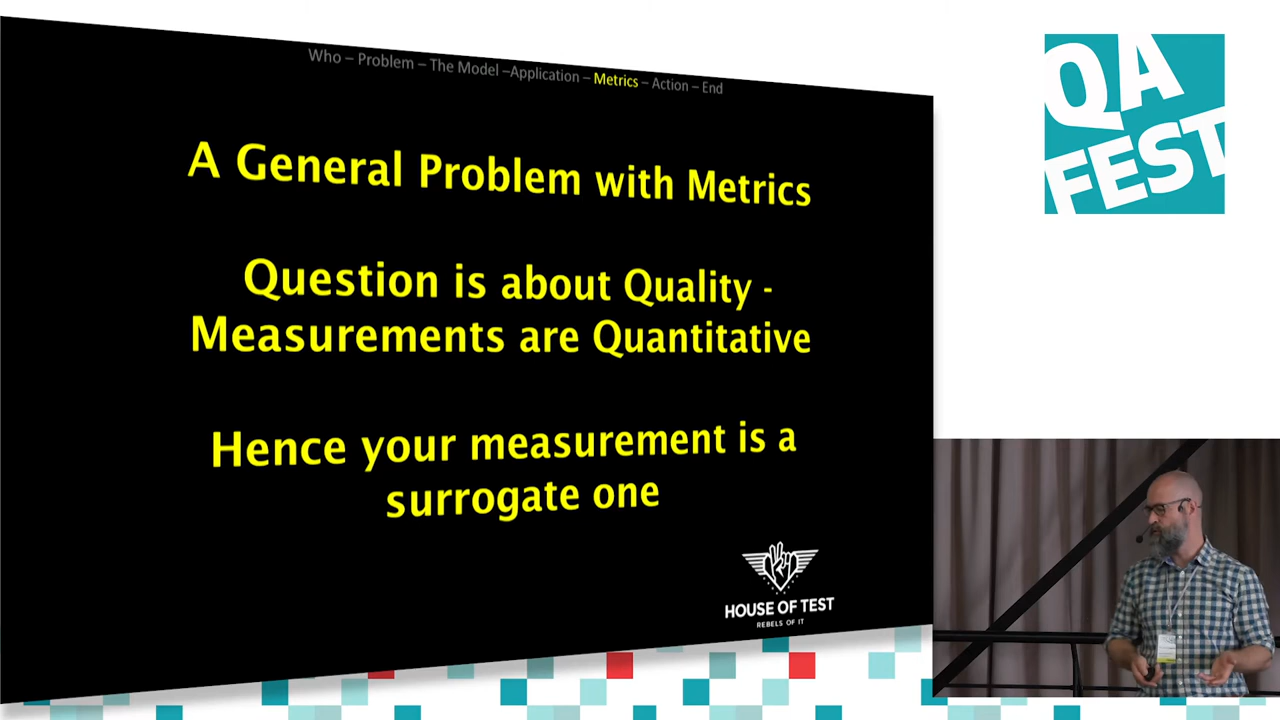 Who – Problem – The Model –Application – Metrics – Action – End
A General Problem with Metrics
Question is about Quality -
Measurements are Quantitative
Hence your measurement is a
surrogate one
HOUSE OF TEST
REBELS OF IT
QA
FEST